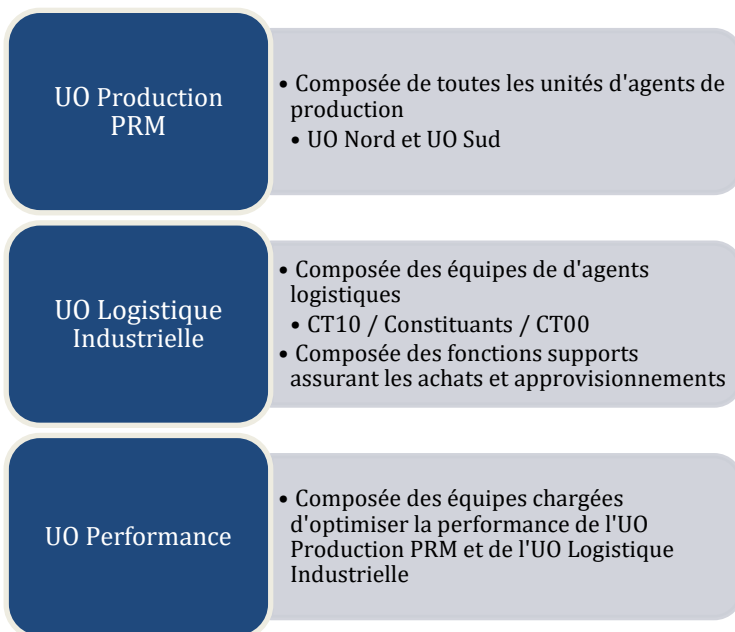 UO Production
PRM
• Composée de toutes les unités d'agents de
production
• UO Nord et UO Sud
UO Logistique
Industrielle
• Composée des équipes de d'agents
logistiques
• CT10 / Constituants / CT00
• Composée des fonctions supports
assurant les achats et approvisionnements
UO Performance
• Composée des équipes chargées
d'optimiser la performance de l'UO
Production PRM et de l'UO Logistique
Industrielle